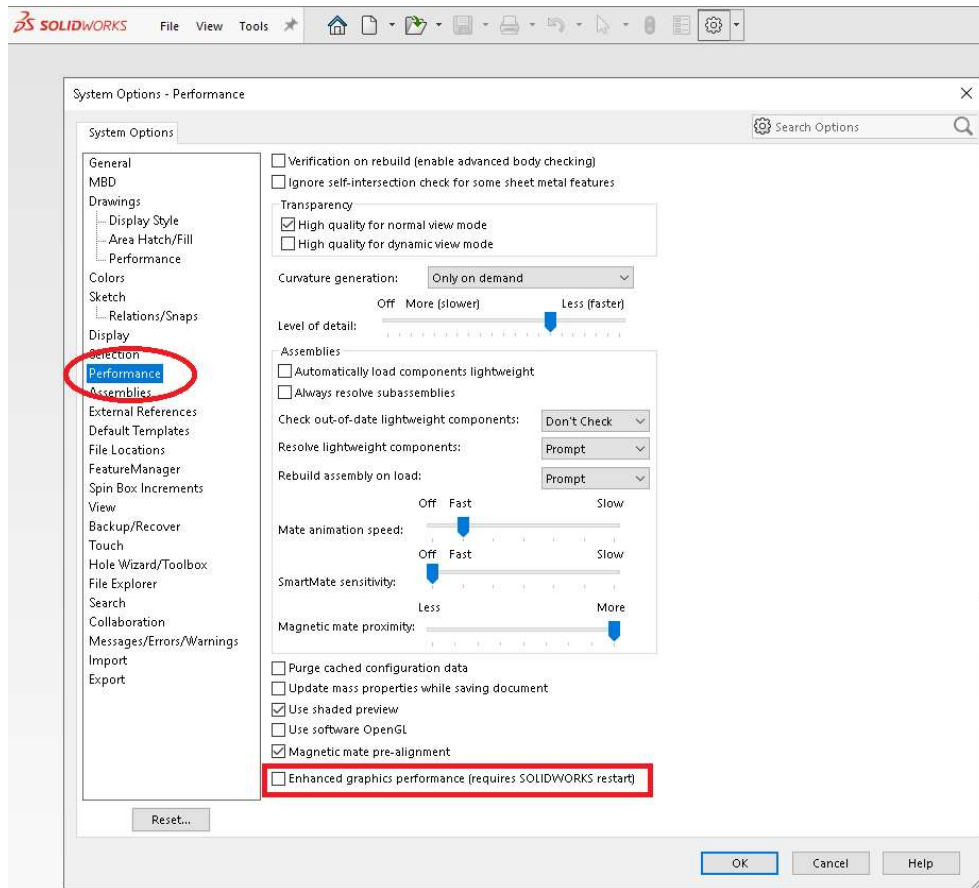 3S SOLIDWORKS File View Tools
System Options - Performance
System Options
Search Options
General
MBD
Drawings
Display Style
Area Hatch/Fill
Performance
Colors
Sketch
Relations/Snaps
Display
Selection
Performance
Assemblies
External References
Default Templates
File Locations
FeatureManager
Spin Box Increments
View
Backup/Recover
Touch
Hole Wizard/Toolbox
File Explorer
Search
Collaboration
Messages/Errors/Warnings
Import
Export
Reset...
Verification on rebuild (enable advanced body checking)
Ignore self-intersection check for some sheet metal features
Transparency
High quality for normal view mode
High quality for dynamic view mode
Curvature generation: Only on demand
Off More (slower) Less (faster)
Level of detail:
Assemblies
Automatically load components lightweight
Always resolve subassemblies
Check out-of-date lightweight components: Don't Check
Resolve lightweight components: Prompt
Rebuild assembly on load: Prompt
Off Fast Slow
Mate animation speed:
Off Fast Slow
SmartMate sensitivity:
Less More
Magnetic mate proximity:
Purge cached configuration data
Update mass properties while saving document
Use shaded preview
Use software OpenGL
Magnetic mate pre-alignment
Enhanced graphics performance (requires SOLIDWORKS restart)
OK Cancel Help